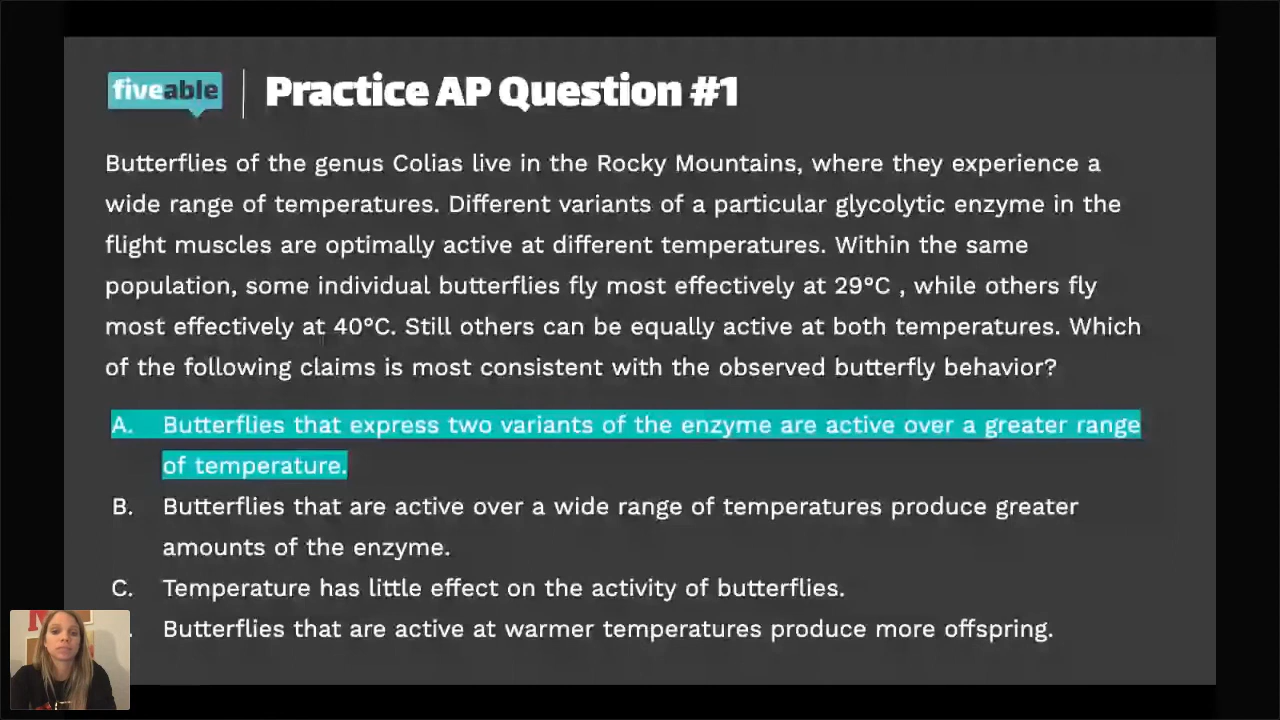 fiveable
Practice AP Question #1
Butterflies of the genus Colias live in the Rocky Mountains, where they experience a
wide range of temperatures. Different variants of a particular glycolytic enzyme in the
flight muscles are optimally active at different temperatures. Within the same
population, some individual butterflies fly most effectively at 29°C , while others fly
most effectively at 40°C. Still others can be equally active at both temperatures. Which
of the following claims is most consistent with the observed butterfly behavior?
A. Butterflies that express two variants of the enzyme are active over a greater range
of temperature.
B. Butterflies that are active over a wide range of temperatures produce greater
amounts of the enzyme.
C. Temperature has little effect on the activity of butterflies.
. Butterflies that are active at warmer temperatures produce more offspring.